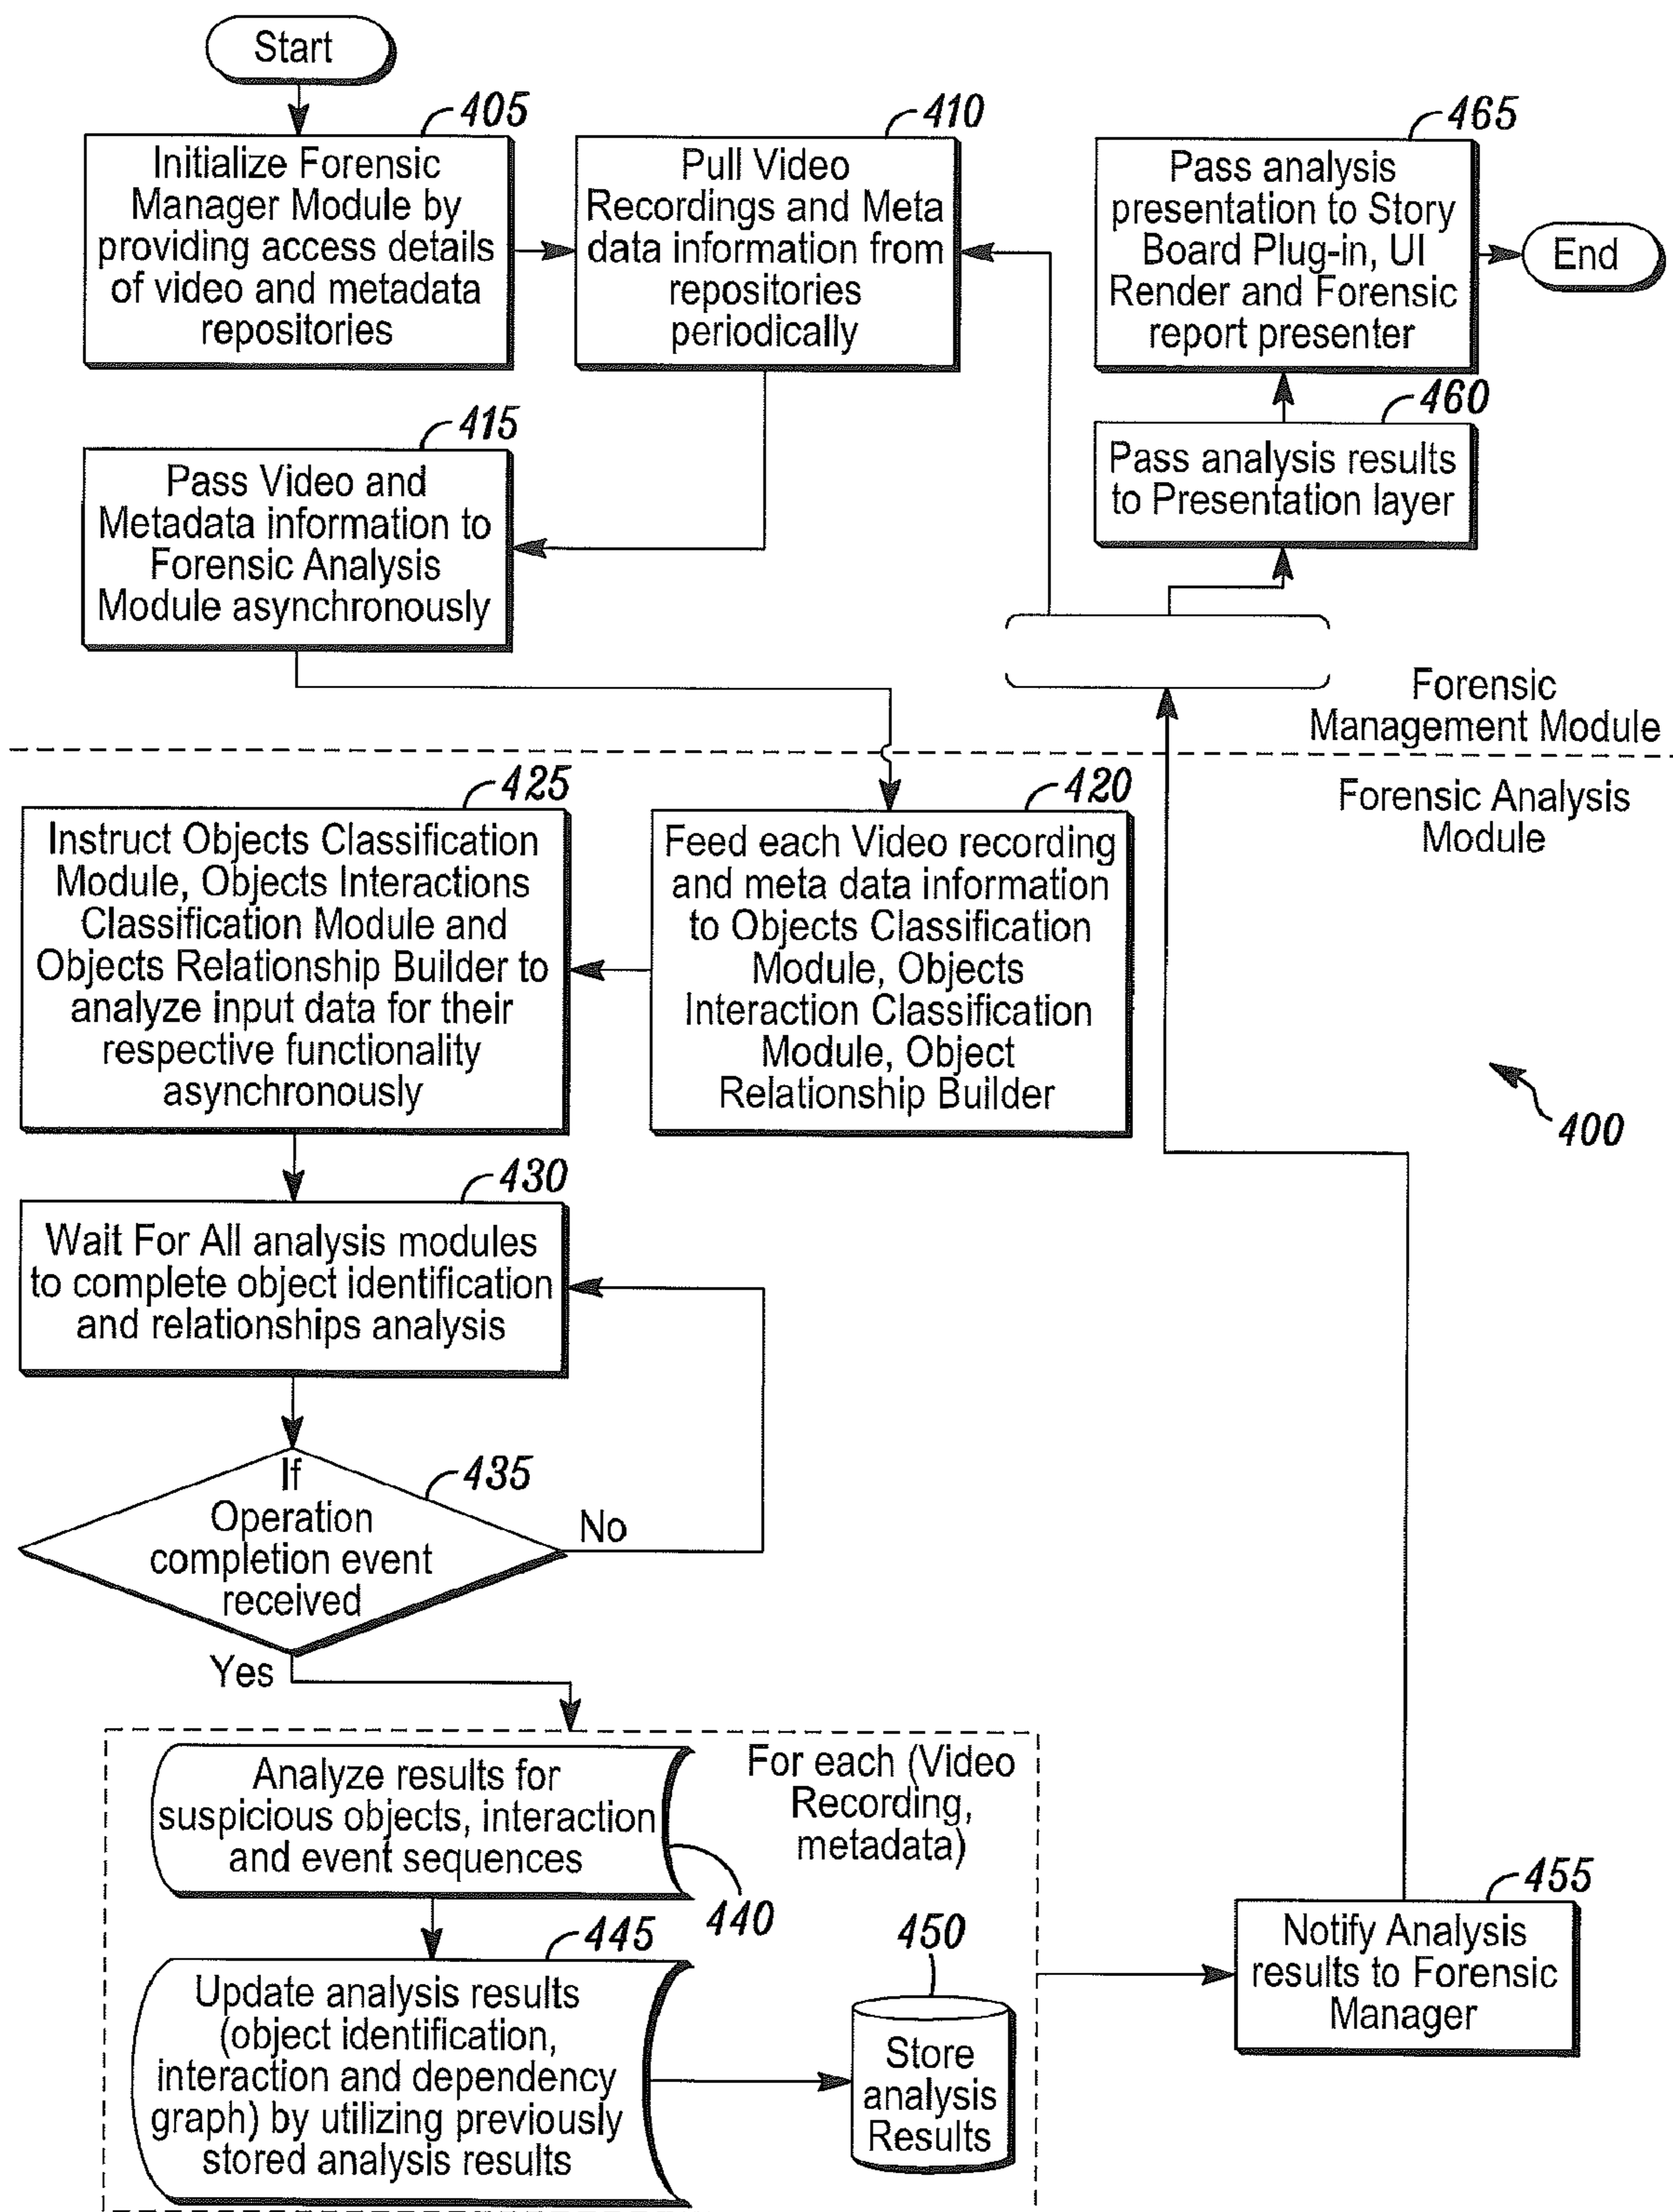 Start
405
Initialize Forensic
Manager Module by
providing access details
of video and metadata
repositories
410
Pull Video
Recordings and Meta
data information from
repositories
periodically
465
Pass analysis
presentation to Story
Board Plug-in, UI
Render and Forensic
report presenter
End
415
Pass Video and
Metadata information to
Forensic Analysis
Module asynchronously
460
Pass analysis results
to Presentation layer
Forensic
Management Module
Forensic Analysis
Module
425
Instruct Objects Classification
Module, Objects Interactions
Classification Module and
Objects Relationship Builder to
analyze input data for their
respective functionality
asynchronously
420
Feed each Video recording
and meta data information
to Objects Classification
Module, Objects
Interaction Classification
Module, Object
Relationship Builder
400
430
Wait For All analysis modules
to complete object identification
and relationships analysis
435
If
Operation
completion event
received
No
Yes
Analyze results for
suspicious objects, interaction
and event sequences
440
For each (Video
Recording,
metadata)
445
Update analysis results
(object identification,
interaction and dependency
graph) by utilizing previously
stored analysis results
450
Store
analysis
Results
455
Notify Analysis
results to Forensic
Manager